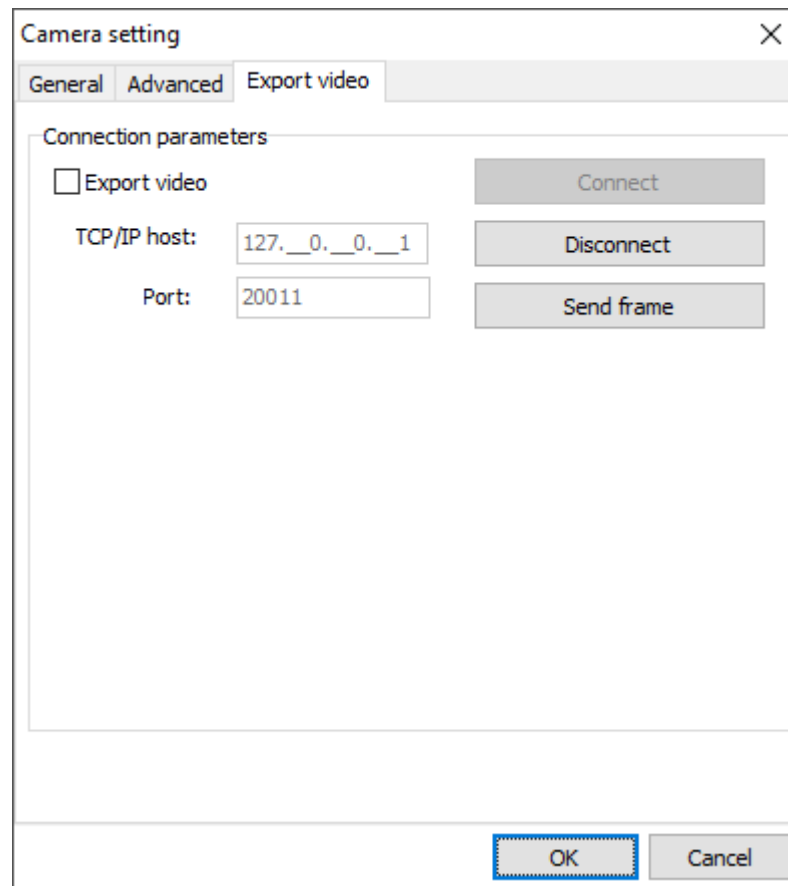 Camera setting
General Advanced Export video
Connection parameters
Export video Connect
TCP/IP host: 127.__0.__0.__1 Disconnect
Port: 20011 Send frame
OK Cancel